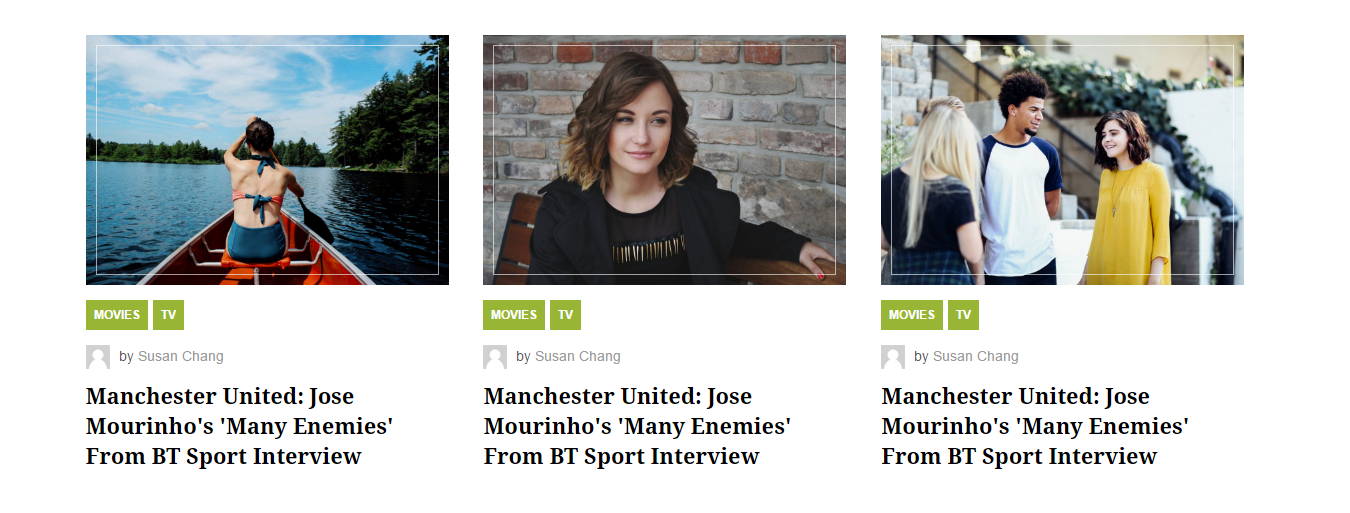 MOVIES TV
by Susan Chang
Manchester United: Jose
Mourinho's 'Many Enemies'
From BT Sport Interview
MOVIES TV
by Susan Chang
Manchester United: Jose
Mourinho's 'Many Enemies'
From BT Sport Interview
MOVIES TV
by Susan Chang
Manchester United: Jose
Mourinho's 'Many Enemies'
From BT Sport Interview